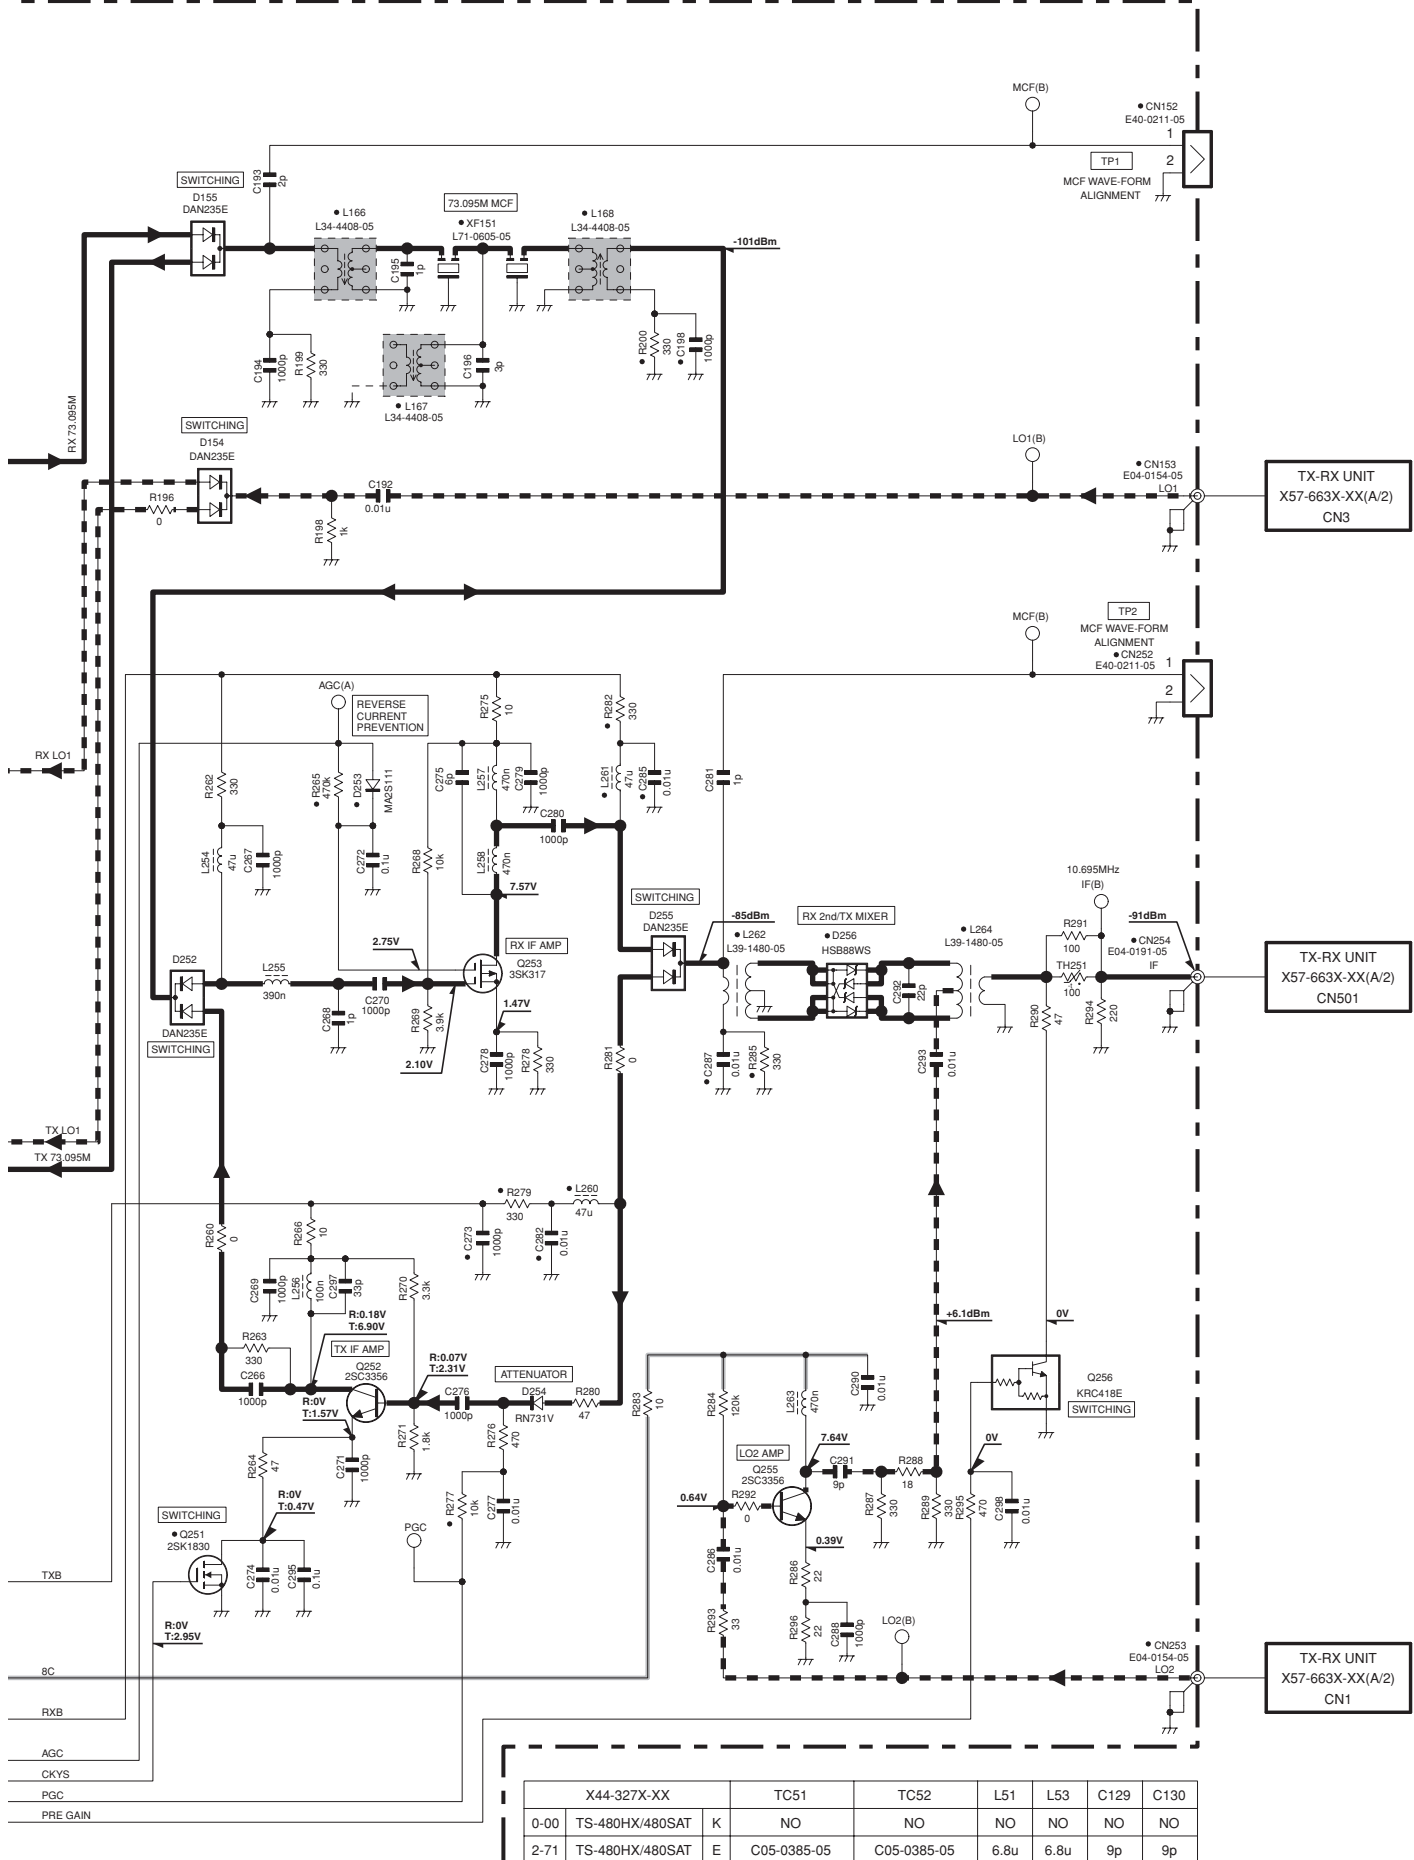 MCF(B)
● CN152
E40-0211-05
1
2
TP1
MCF WAVE-FORM
ALIGNMENT
SWITCHING
D155
DAN235E
C193
2p
● L166
L34-4408-05
73.095M MCF
● XF151
L71-0605-05
● L168
L34-4408-05
-101dBm
C195
1p
C194
1000p
R199
330
C196
3p
● L167
L34-4408-05
● R200
330
● C198
1000p
RX 73.095M
SWITCHING
D154
DAN235E
R196
0
C192
0.01u
R198
1k
LO1(B)
● CN153
E04-0154-05
LO1
TX-RX UNIT
X57-663X-XX(A/2)
CN3
MCF(B)
TP2
MCF WAVE-FORM
ALIGNMENT
● CN252
E40-0211-05
1
2
AGC(A)
REVERSE
CURRENT
PREVENTION
R275
10
● R282
330
RX LO1
R262
330
● R265
470k
● D253
MA2S111
C275
6p
L257
470n
C279
1000p
● L261
47u
● C285
0.01u
C281
1p
C280
1000p
L254
47u
C267
1000p
C272
0.1u
R268
10k
L258
470n
7.57V
10.695MHz
IF(B)
SWITCHING
D255
DAN235E
-85dBm
● L262
L39-1480-05
RX 2nd/TX MIXER
● D256
HSB88WS
● L264
L39-1480-05
R291
100
-91dBm
● CN254
E04-0191-05
IF
2.75V
RX IF AMP
Q253
3SK317
D252
L255
390n
C270
1000p
TH251
100
TX-RX UNIT
X57-663X-XX(A/2)
CN501
1.47V
C268
1p
R269
3.9k
C292
22p
R290
47
R294
220
DAN235E
SWITCHING
2.10V
C278
1000p
R278
330
R281
0
● C287
0.01u
● R285
330
C293
0.01u
TX LO1
TX 73.095M
● R279
330
● L260
47u
R260
0
R266
10
● C273
1000p
● C282
0.01u
C269
1000p
L256
100n
C297
33p
R270
3.3k
R:0.18V
T:6.90V
+6.1dBm
0V
R263
330
TX IF AMP
R:0.07V
T:2.31V
C266
1000p
Q252
2SC3356
C276
1000p
ATTENUATOR
D254
RN731V
R280
47
R283
10
R284
120k
L263
470n
C290
0.01u
Q256
KRC418E
SWITCHING
R:0V
T:1.57V
R264
47
C271
1000p
R271
1.8k
R276
470
LO2 AMP
Q255
2SC3356
7.64V
C291
9p
R288
18
0V
R:0V
T:0.47V
● R277
10k
C277
0.01u
0.64V
R292
0
R287
330
R289
330
R295
470
C298
0.01u
SWITCHING
● Q251
2SK1830
PGC
0.39V
C286
0.01u
R286
22
TXB
C274
0.01u
C295
0.1u
R293
33
R296
22
C288
1000p
LO2(B)
R:0V
T:2.95V
● CN253
E04-0154-05
LO2
TX-RX UNIT
X57-663X-XX(A/2)
CN1
8C
RXB
AGC
CKYS
PGC
PRE GAIN
X44-327X-XX TC51 TC52 L51 L53 C129 C130
0-00 TS-480HX/480SAT K NO NO NO NO NO NO
2-71 TS-480HX/480SAT E C05-0385-05 C05-0385-05 6.8u 6.8u 9p 9p